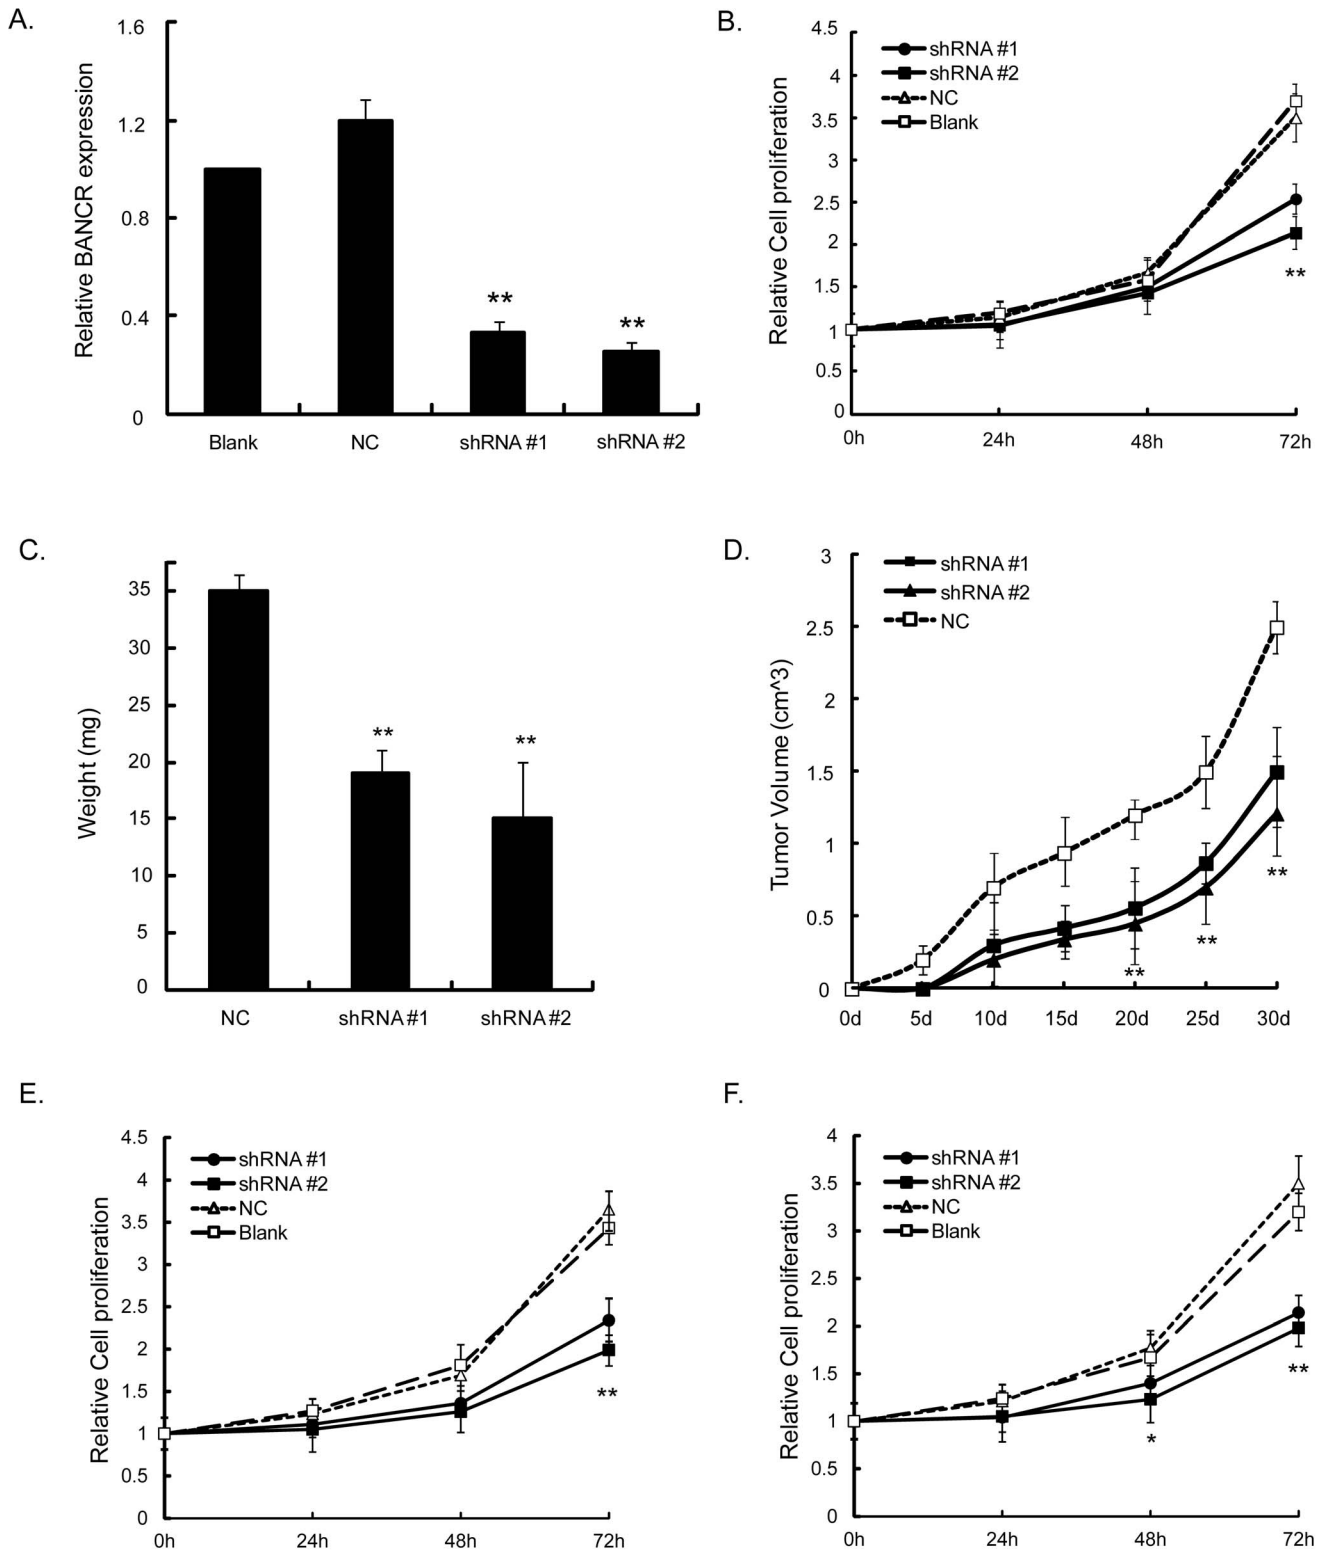 A.
Relative BANCR expression
1.6
1.2
0.8
0.4
0
**
**
Blank NC shRNA #1 shRNA #2
B.
Relative Cell proliferation
4.5
4
3.5
3
2.5
2
1.5
1
0.5
0
shRNA #1
shRNA #2
NC
Blank
**
0h 24h 48h 72h
C.
Weight (mg)
35
30
25
20
15
10
5
0
**
**
NC shRNA #1 shRNA #2
D.
Tumor Volume (cm^3)
3
2.5
2
1.5
1
0.5
0
shRNA #1
shRNA #2
NC
**
**
**
0d 5d 10d 15d 20d 25d 30d
E.
Relative Cell proliferation
4.5
4
3.5
3
2.5
2
1.5
1
0.5
0
shRNA #1
shRNA #2
NC
Blank
**
0h 24h 48h 72h
F.
Relative Cell proliferation
4
3.5
3
2.5
2
1.5
1
0.5
0
shRNA #1
shRNA #2
NC
Blank
*
**
0h 24h 48h 72h